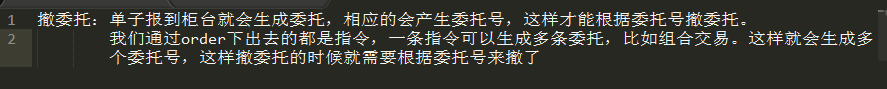 1 撤委托：单子报到柜台就会生成委托，相应的会产生委托号，这样才能根据委托号撤委托。
2 我们通过order下出去的都是指令，一条指令可以生成多条委托，比如组合交易。这样就会生成多
个委托号，这样撤委托的时候就需要根据委托号来撤了